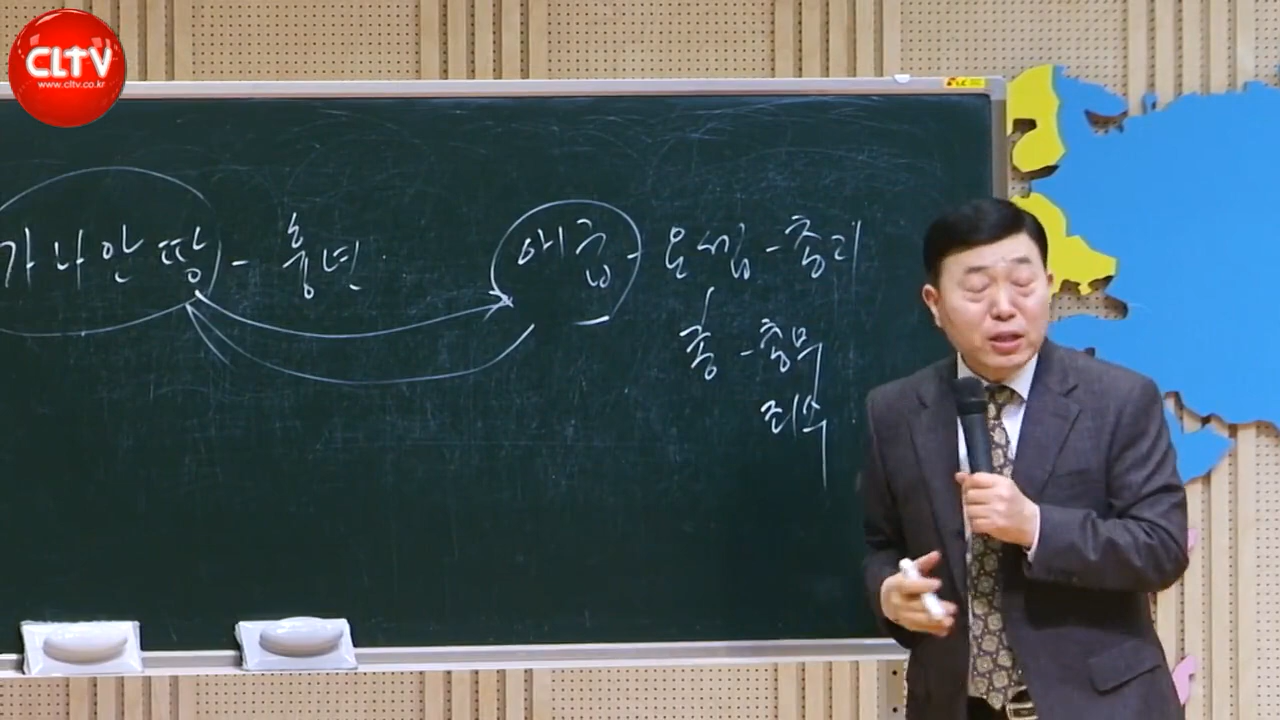 CLTV
www.cltv.co.kr
가나안 땅 - 흉년
애굽 - 요셉 - 총리
종 - 총무
죄수